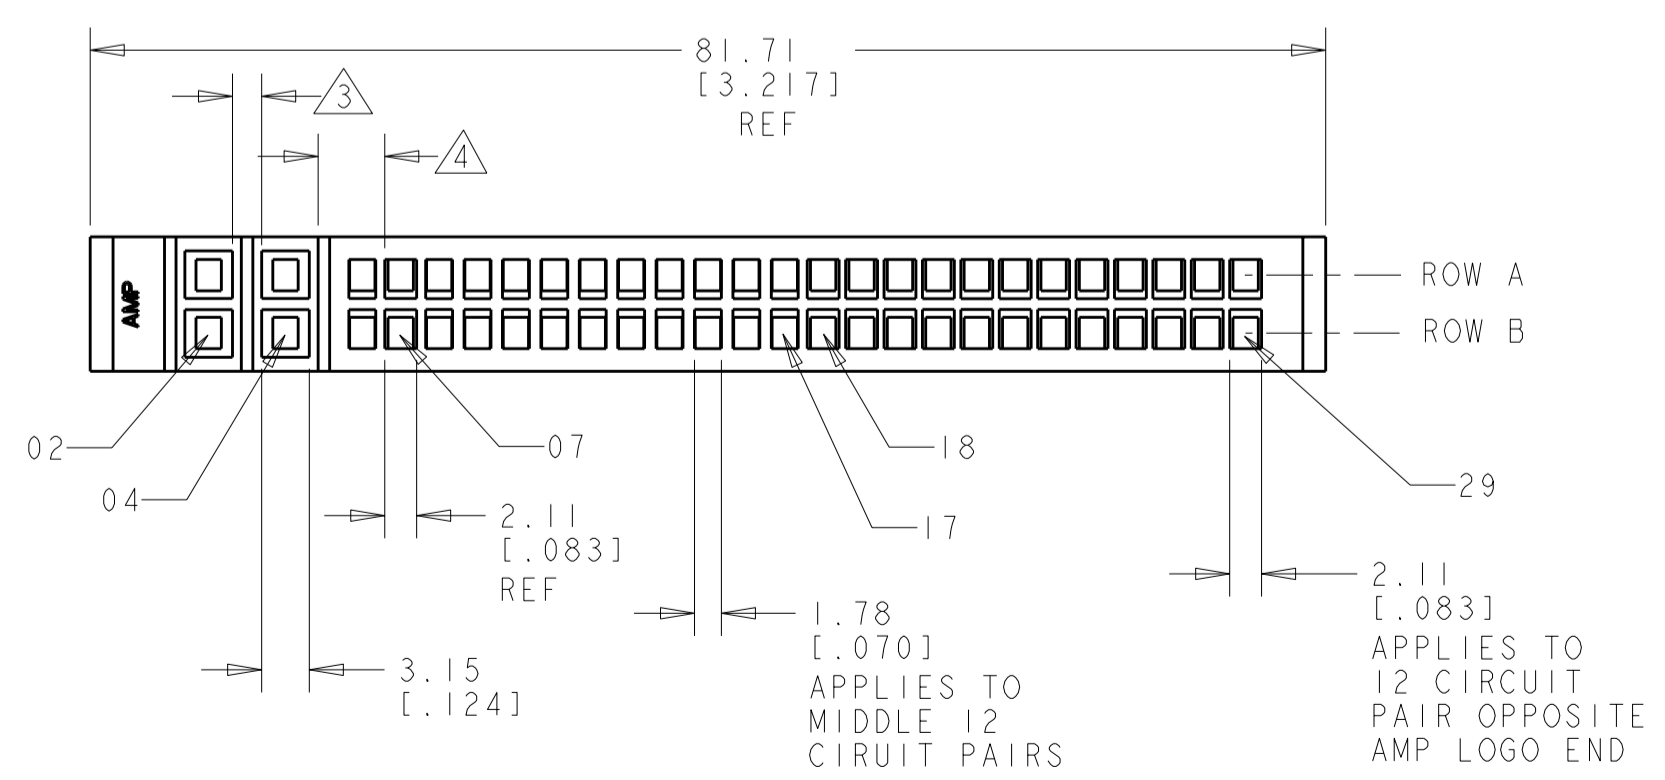 81.71
[3.217]
REF
3
4
AMP
ROW A
ROW B
02
04
07
18
17
29
2.11
[.083]
REF
3.15
[.124]
1.78
[.070]
APPLIES TO
MIDDLE 12
CIRUIT PAIRS
2.11
[.083]
APPLIES TO
12 CIRCUIT
PAIR OPPOSITE
AMP LOGO END